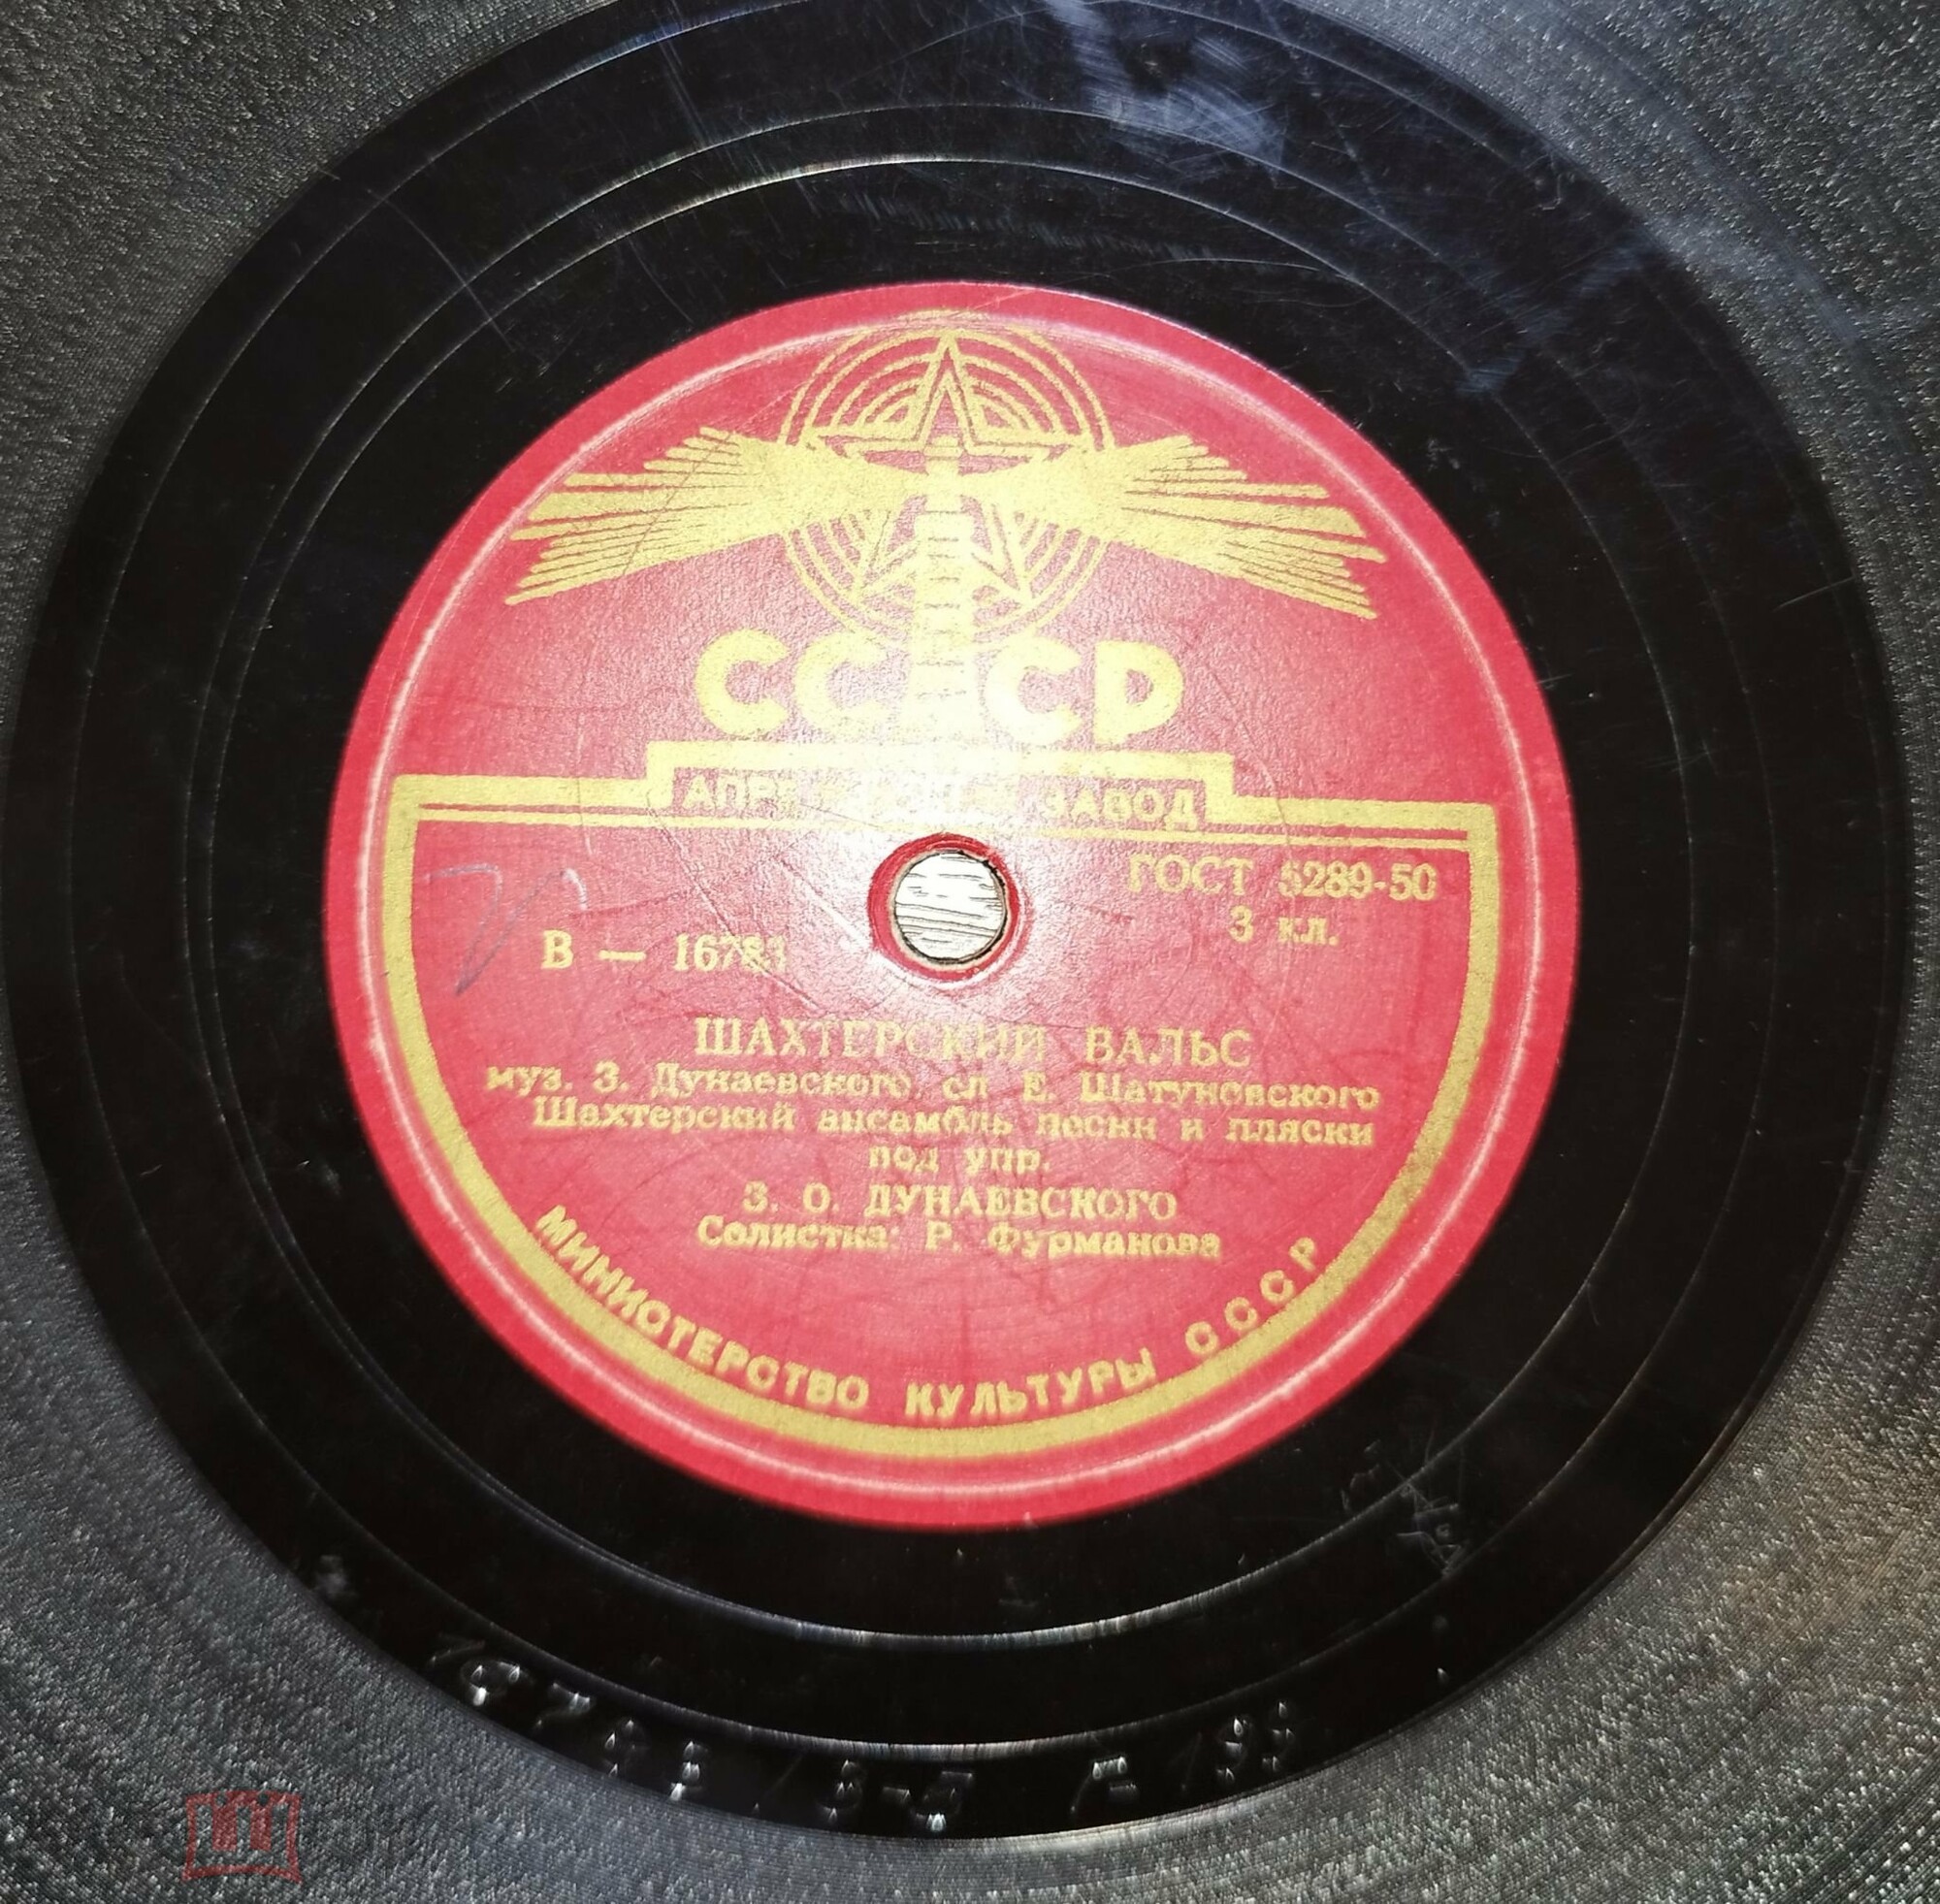 СССР
ЗАВОД
ГОСТ 5289-50
3 кл.
В —
ШАХТЕРСКИЙ ВАЛЬС
муз. З. Дунаевского, сл Е. Шатуновского
Шахтерский ансамбль песни и пляски
под упр.
З. О. ДУНАЕВСКОГО
Солистка: Р. Фурманова
МИНИСТЕРСТВО КУЛЬТУРЫ СССР